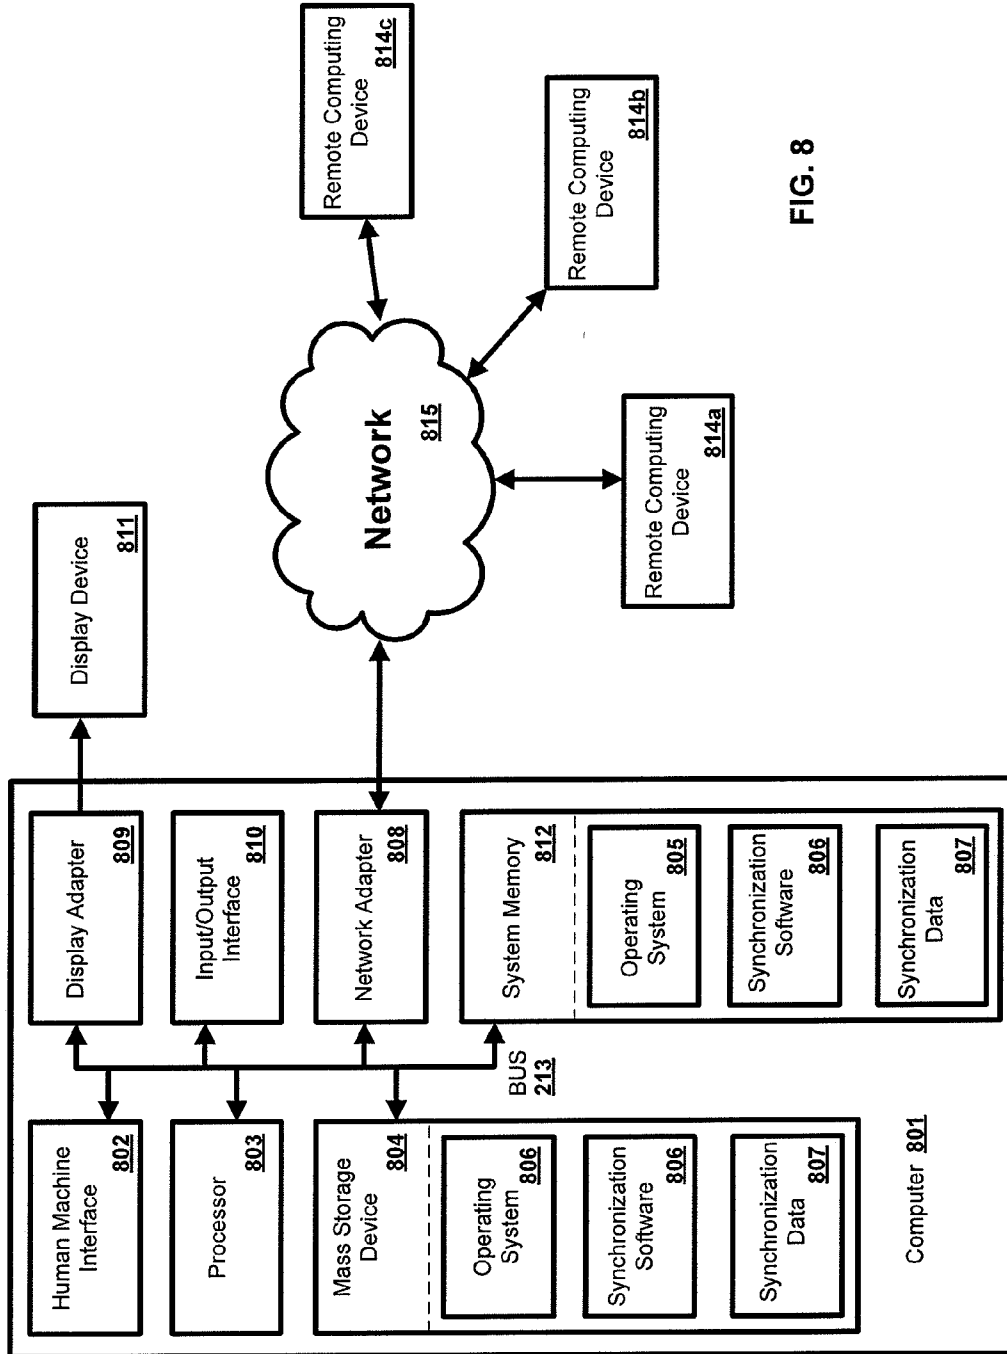 Human Machine
Interface
802
Processor
803
Mass Storage
Device
804
Operating
System
806
Synchronization
Software
806
Synchronization
Data
807
Computer 801
BUS
213
Display Adapter
809
Input/Output
Interface
810
Network Adapter
808
System Memory
812
Operating
System
805
Synchronization
Software
806
Synchronization
Data
807
Display Device
811
Network
815
Remote Computing
Device
814a
Remote Computing
Device
814b
Remote Computing
Device
814c
FIG. 8